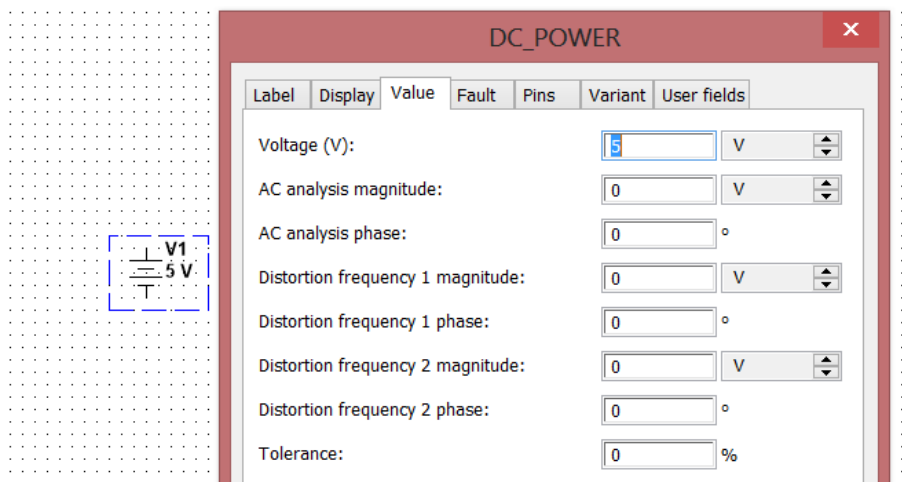 DC_POWER
Label Display Value Fault Pins Variant User fields
Voltage (V): 5 V
AC analysis magnitude: 0 V
AC analysis phase: 0 °
V1
5 V
Distortion frequency 1 magnitude: 0 V
Distortion frequency 1 phase: 0 °
Distortion frequency 2 magnitude: 0 V
Distortion frequency 2 phase: 0 °
Tolerance: 0 %